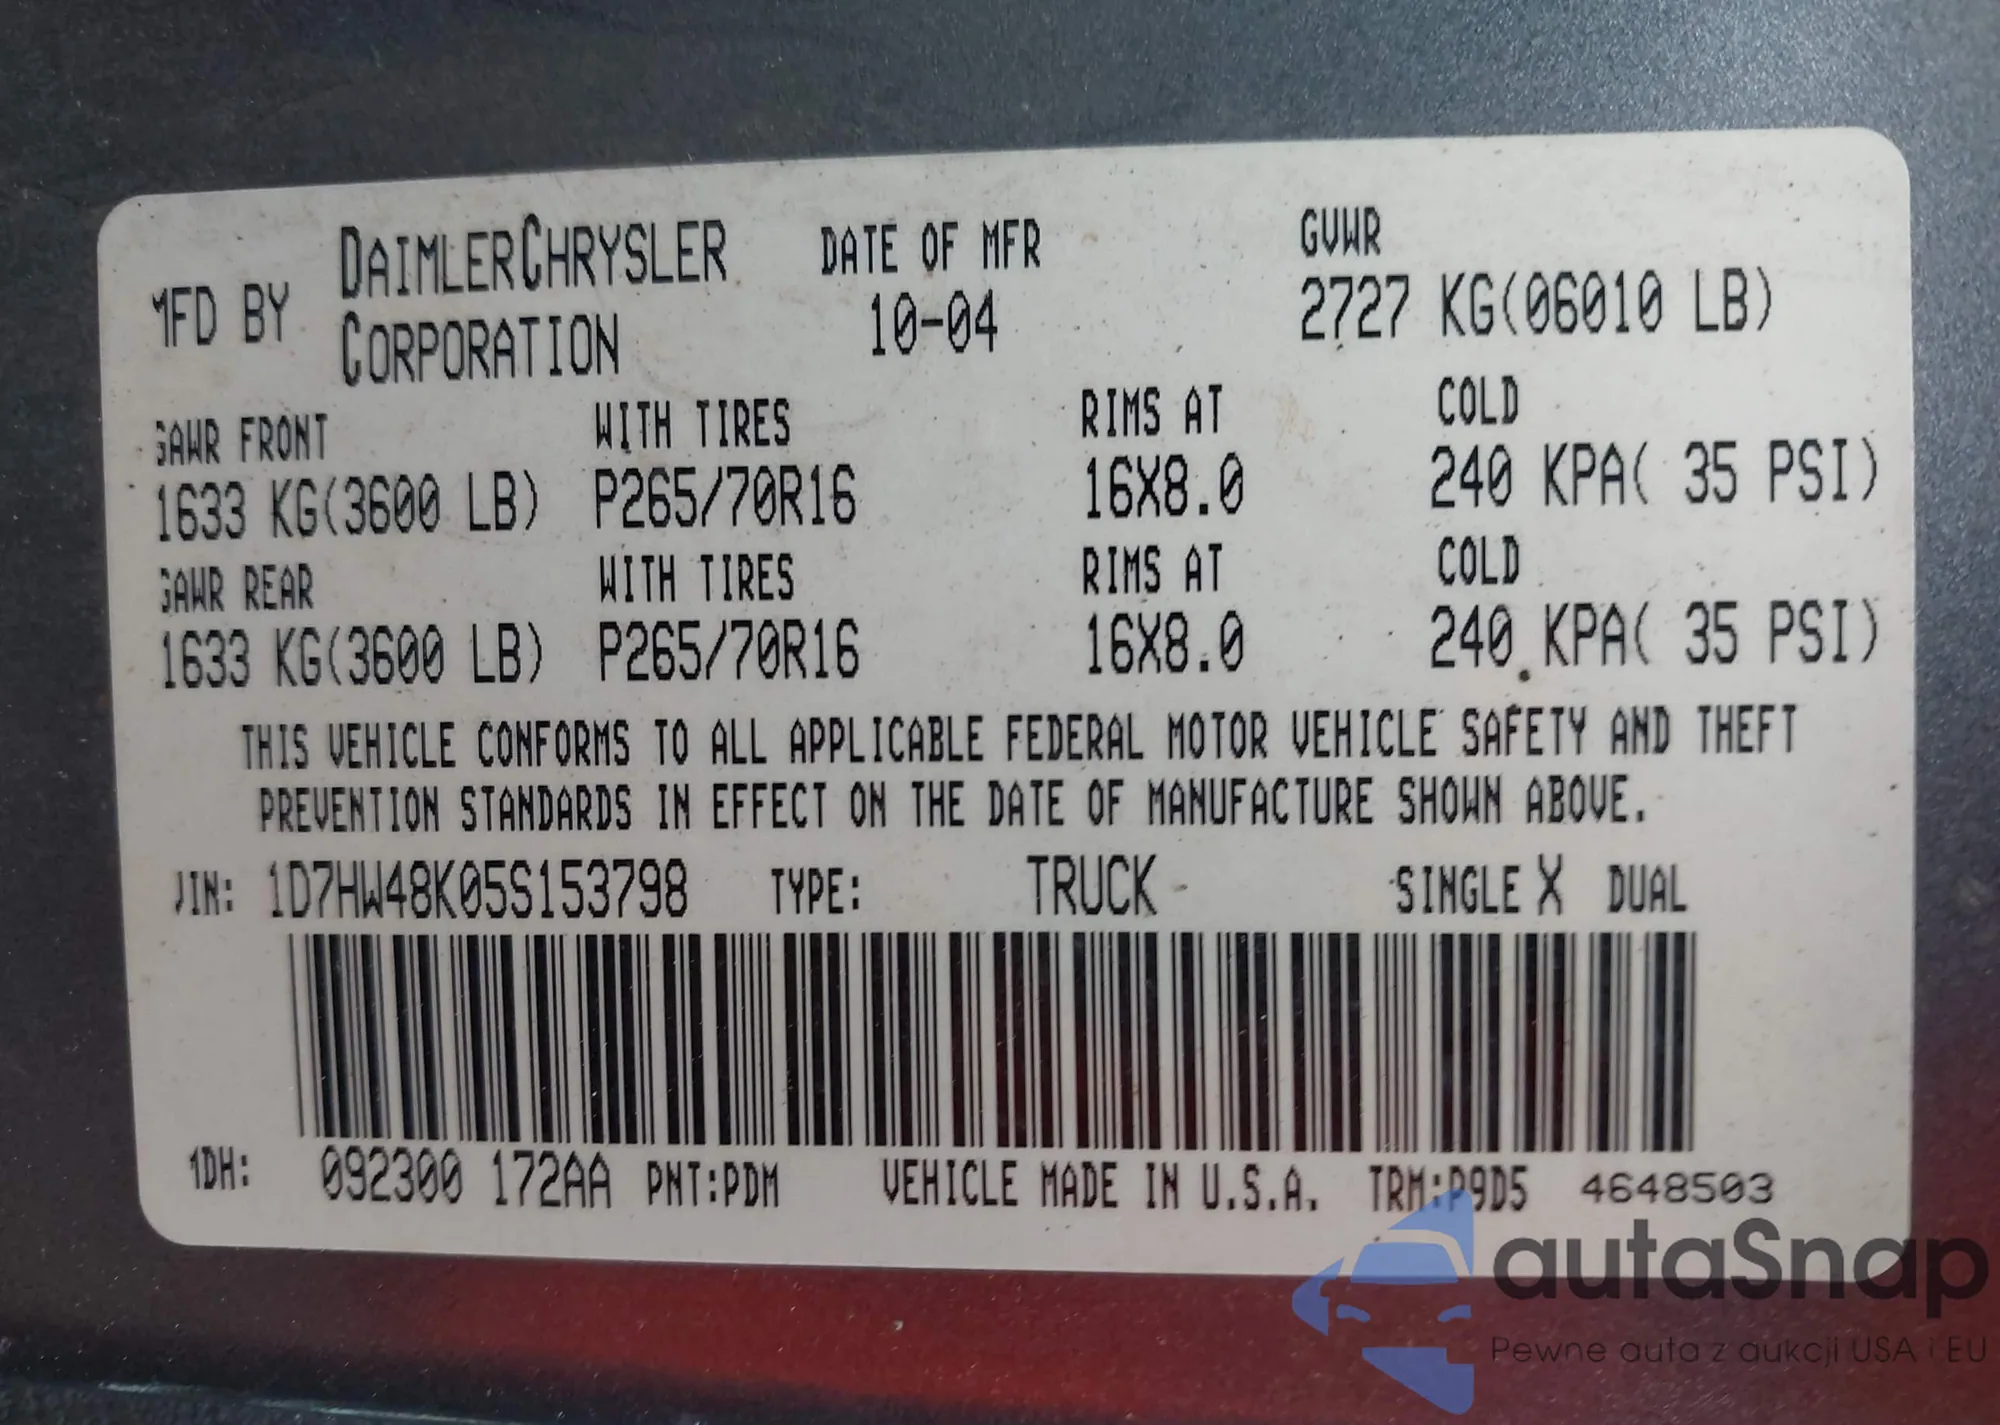 MFD BY DAIMLERCHRYSLER CORPORATION DATE OF MFR 10-04 GVWR 2727 KG(06010 LB)
GAWR FRONT WITH TIRES RIMS AT COLD
1633 KG(3600 LB) P265/70R16 16X8.0 240 KPA( 35 PSI)
GAWR REAR WITH TIRES RIMS AT COLD
1633 KG(3600 LB) P265/70R16 16X8.0 240 KPA( 35 PSI)
THIS VEHICLE CONFORMS TO ALL APPLICABLE FEDERAL MOTOR VEHICLE SAFETY AND THEFT
PREVENTION STANDARDS IN EFFECT ON THE DATE OF MANUFACTURE SHOWN ABOVE.
VIN: 1D7HW48K05S153798 TYPE: TRUCK SINGLE X DUAL
MDH: 092300 172AA PNT:PDM VEHICLE MADE IN U.S.A. TRM:P9D5 4648503
autaSnap
Pewne auta z aukcji USA i EU